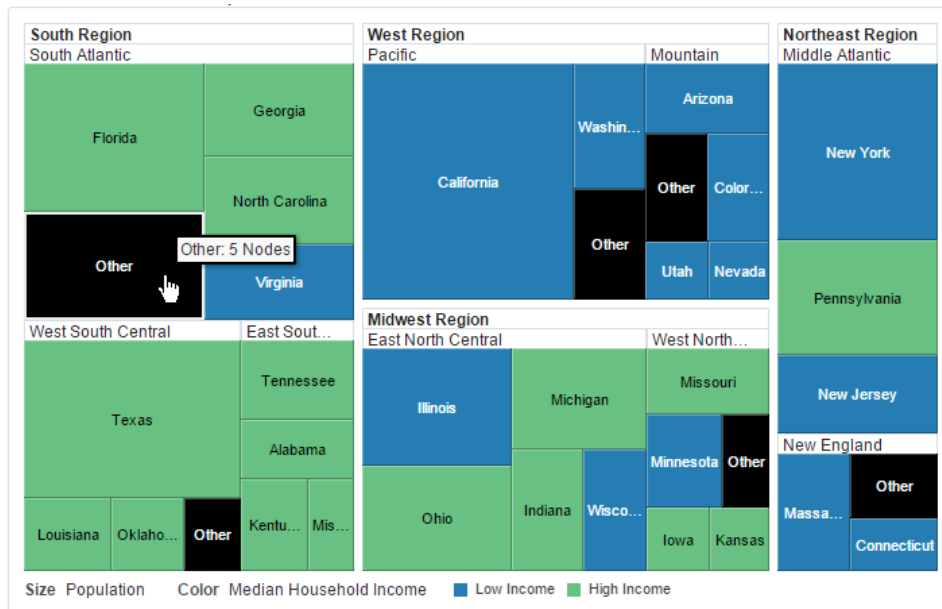 South Region
South Atlantic
Florida
Georgia
North Carolina
Other
Other: 5 Nodes
Virginia
West South Central
East Sout...
Texas
Tennessee
Alabama
Louisiana
Oklaho...
Other
Kentu...
Mis...
West Region
Pacific
Mountain
California
Washin...
Other
Arizona
Other
Color...
Utah
Nevada
Midwest Region
East North Central
West North...
Illinois
Michigan
Ohio
Indiana
Wisco...
Missouri
Minnesota
Other
Iowa
Kansas
Northeast Region
Middle Atlantic
New York
Pennsylvania
New Jersey
New England
Massa...
Other
Connecticut
Size Population Color Median Household Income Low Income High Income